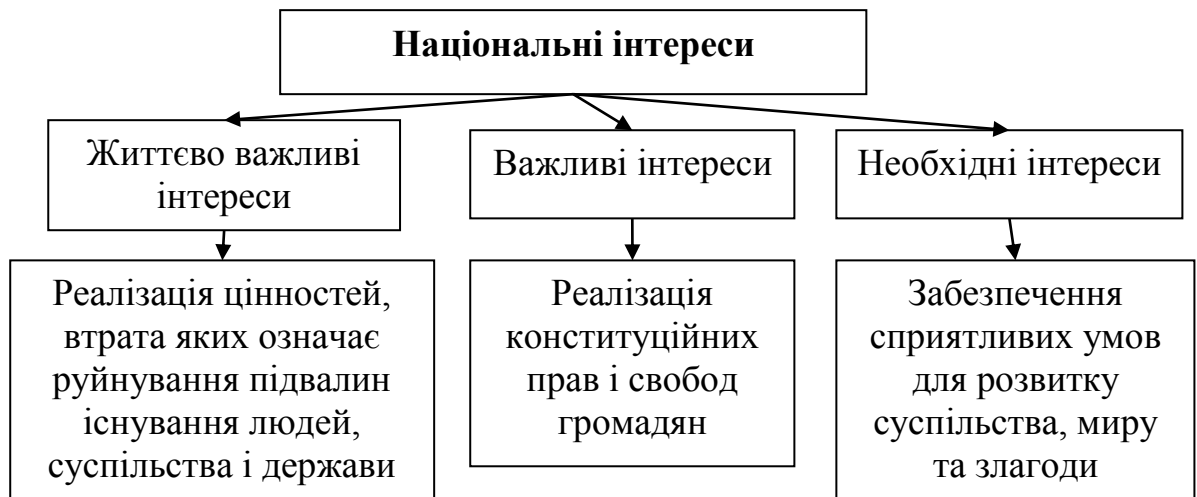 Національні інтереси
Життєво важливі
інтереси
Важливі інтереси
Необхідні інтереси
Реалізація цінностей,
втрата яких означає
руйнування підвалин
існування людей,
суспільства і держави
Реалізація
конституційних
прав і свобод
громадян
Забезпечення
сприятливих умов
для розвитку
суспільства, миру
та злагоди